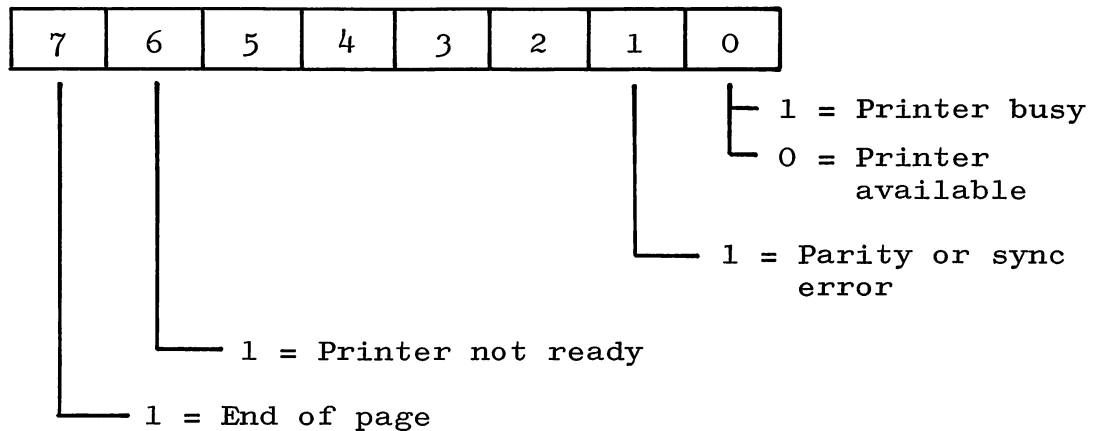 7 6 5 4 3 2 1 0
1 = Printer busy
0 = Printer
available
1 = Parity or sync
error
1 = Printer not ready
1 = End of page